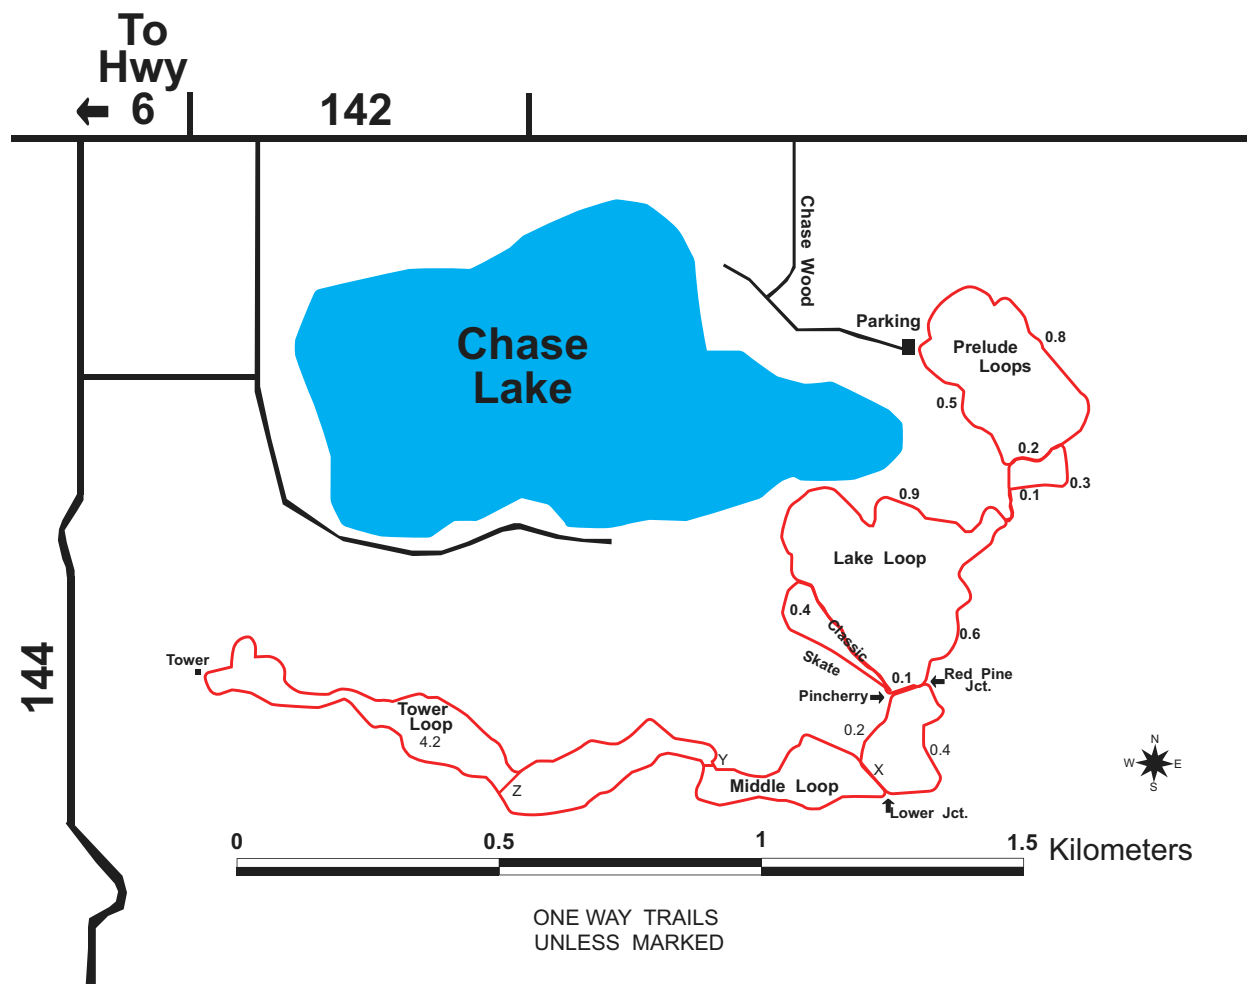 To
Hwy
6
142
Chase Wood
Parking
Prelude
Loops
0.8
0.5
Chase
Lake
0.2
0.3
0.1
0.9
Lake Loop
0.4
Classic
Skate
0.6
144
Tower
0.1
Red Pine
Jct.
Pincherry
Tower
Loop
4.2
0.2
0.4
Y
X
Z
Middle Loop
Lower Jct.
N
W
E
S
0
0.5
1
1.5
Kilometers
ONE WAY TRAILS
UNLESS MARKED